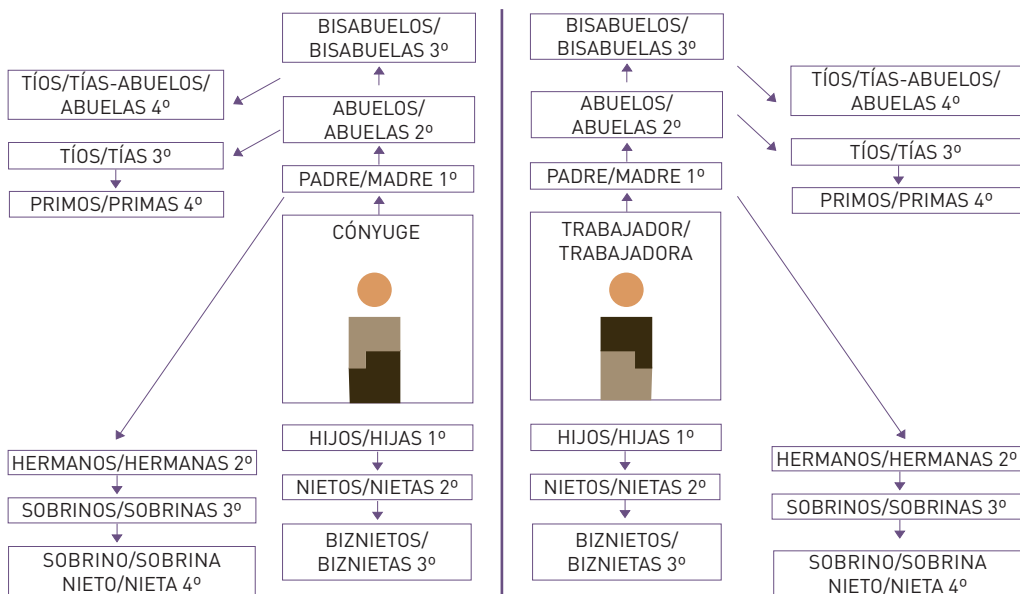 BISABUELOS/
BISABUELAS 3º
TÍOS/TÍAS-ABUELOS/
ABUELAS 4º
ABUELOS/
ABUELAS 2º
TÍOS/TÍAS 3º
PADRE/MADRE 1º
PRIMOS/PRIMAS 4º
CÓNYUGE
HIJOS/HIJAS 1º
HERMANOS/HERMANAS 2º
NIETOS/NIETAS 2º
SOBRINOS/SOBRINAS 3º
BIZNIETOS/
BIZNIETAS 3º
SOBRINO/SOBRINA
NIETO/NIETA 4º
BISABUELOS/
BISABUELAS 3º
TÍOS/TÍAS-ABUELOS/
ABUELAS 4º
ABUELOS/
ABUELAS 2º
TÍOS/TÍAS 3º
PADRE/MADRE 1º
PRIMOS/PRIMAS 4º
TRABAJADOR/
TRABAJADORA
HIJOS/HIJAS 1º
HERMANOS/HERMANAS 2º
NIETOS/NIETAS 2º
SOBRINOS/SOBRINAS 3º
BIZNIETOS/
BIZNIETAS 3º
SOBRINO/SOBRINA
NIETO/NIETA 4º